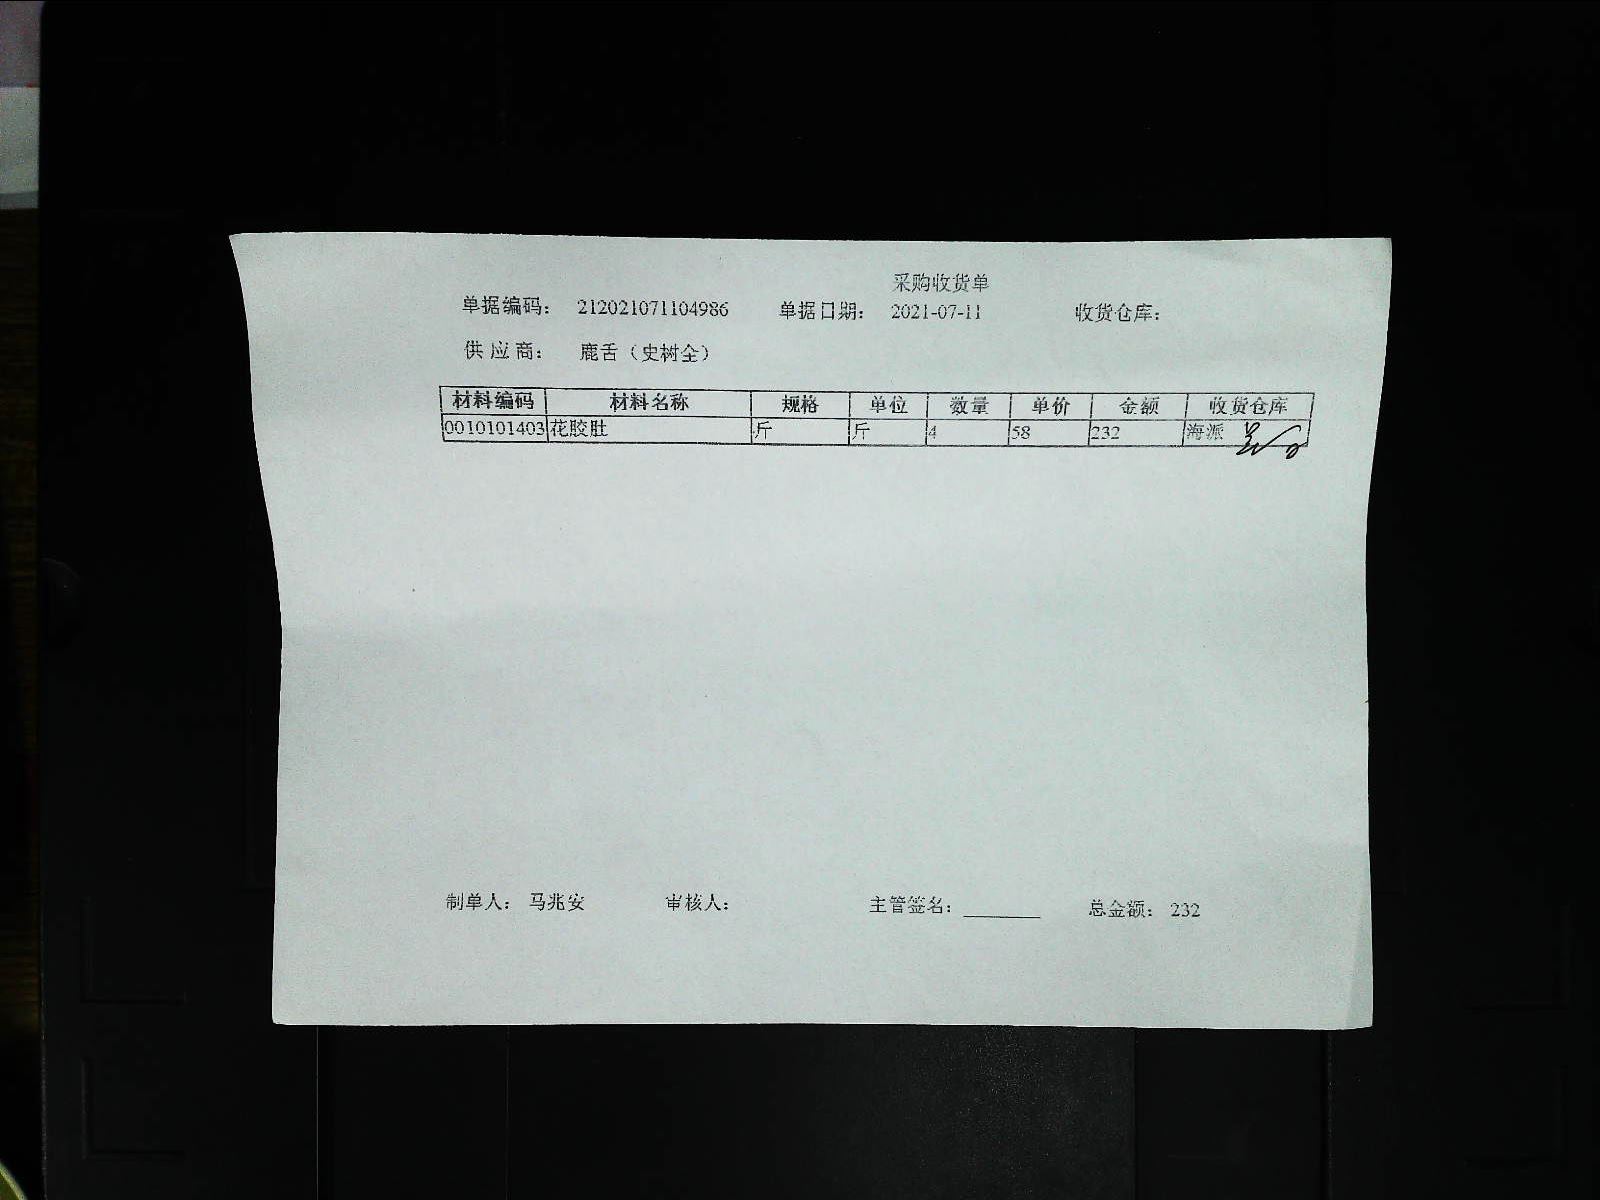 采购收货单
单据编码： 212021071104986 单据日期： 2021-07-11 收货仓库：
供应商： 鹿舌（史树全）
材料编码 材料名称 规格 单位 数量 单价 金额 收货仓库
0010101403 花胶肚 斤 斤 4 58 232 海派
制单人： 马兆安 审核人： 主管签名： 总金额： 232